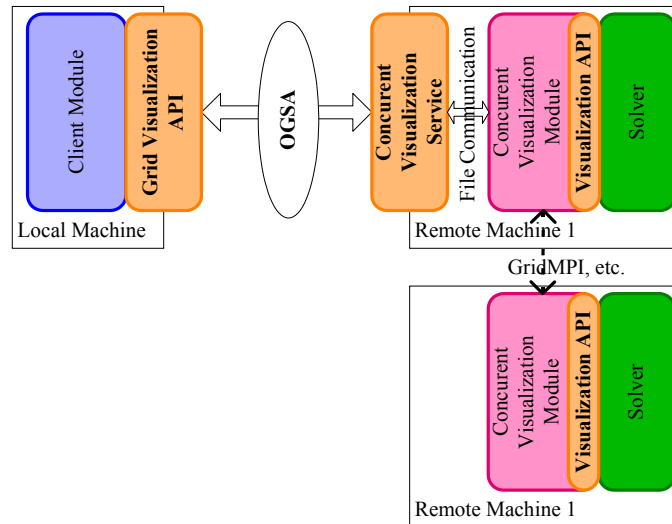 Client Module
Grid Visualization
API
Local Machine
OGSA
Concurent
Visualization
Service
File Communication
Concurent
Visualization
Module
Visualization API
Solver
Remote Machine 1
GridMPI, etc.
Concurent
Visualization
Module
Visualization API
Solver
Remote Machine 1